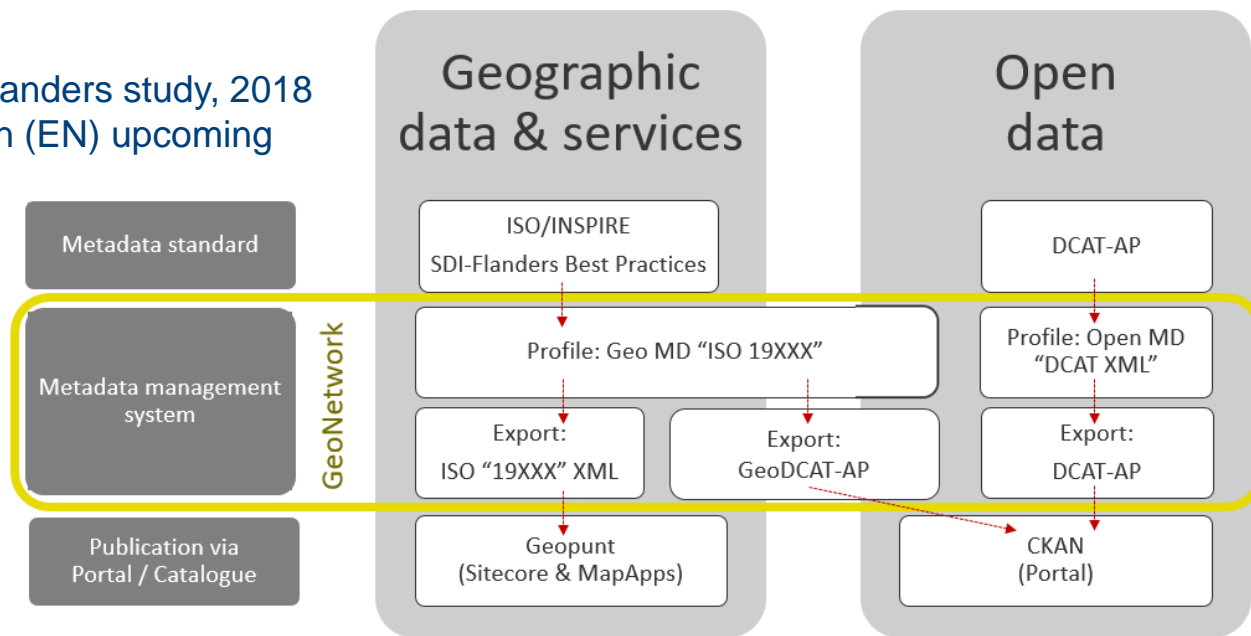 Geographic
data & services
Open
data
study, 2018
(EN) upcoming
Metadata standard
ISO/INSPIRE
SDI-Flanders Best Practices
DCAT-AP
Metadata management
system
GeoNetwork
Profile: Geo MD “ISO 19XXX”
Profile: Open MD
“DCAT XML”
Export:
ISO “19XXX” XML
Export:
GeoDCAT-AP
Export:
DCAT-AP
Publication via
Portal / Catalogue
Geopunt
(Sitecore & MapApps)
CKAN
(Portal)